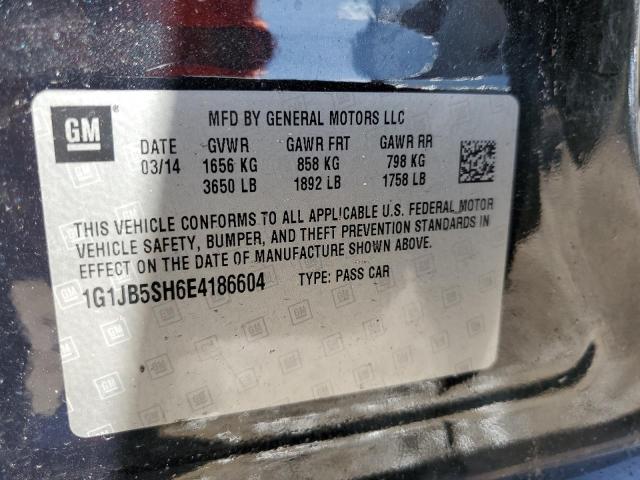 GM
MFD BY GENERAL MOTORS LLC
DATE GVWR GAWR FRT GAWR RR
03/14 1656 KG 858 KG 798 KG
3650 LB 1892 LB 1758 LB
THIS VEHICLE CONFORMS TO ALL APPLICABLE U.S. FEDERAL MOTOR
VEHICLE SAFETY, BUMPER, AND THEFT PREVENTION STANDARDS IN
EFFECT ON THE DATE OF MANUFACTURE SHOWN ABOVE.
1G1JB5SH6E4186604 TYPE: PASS CAR